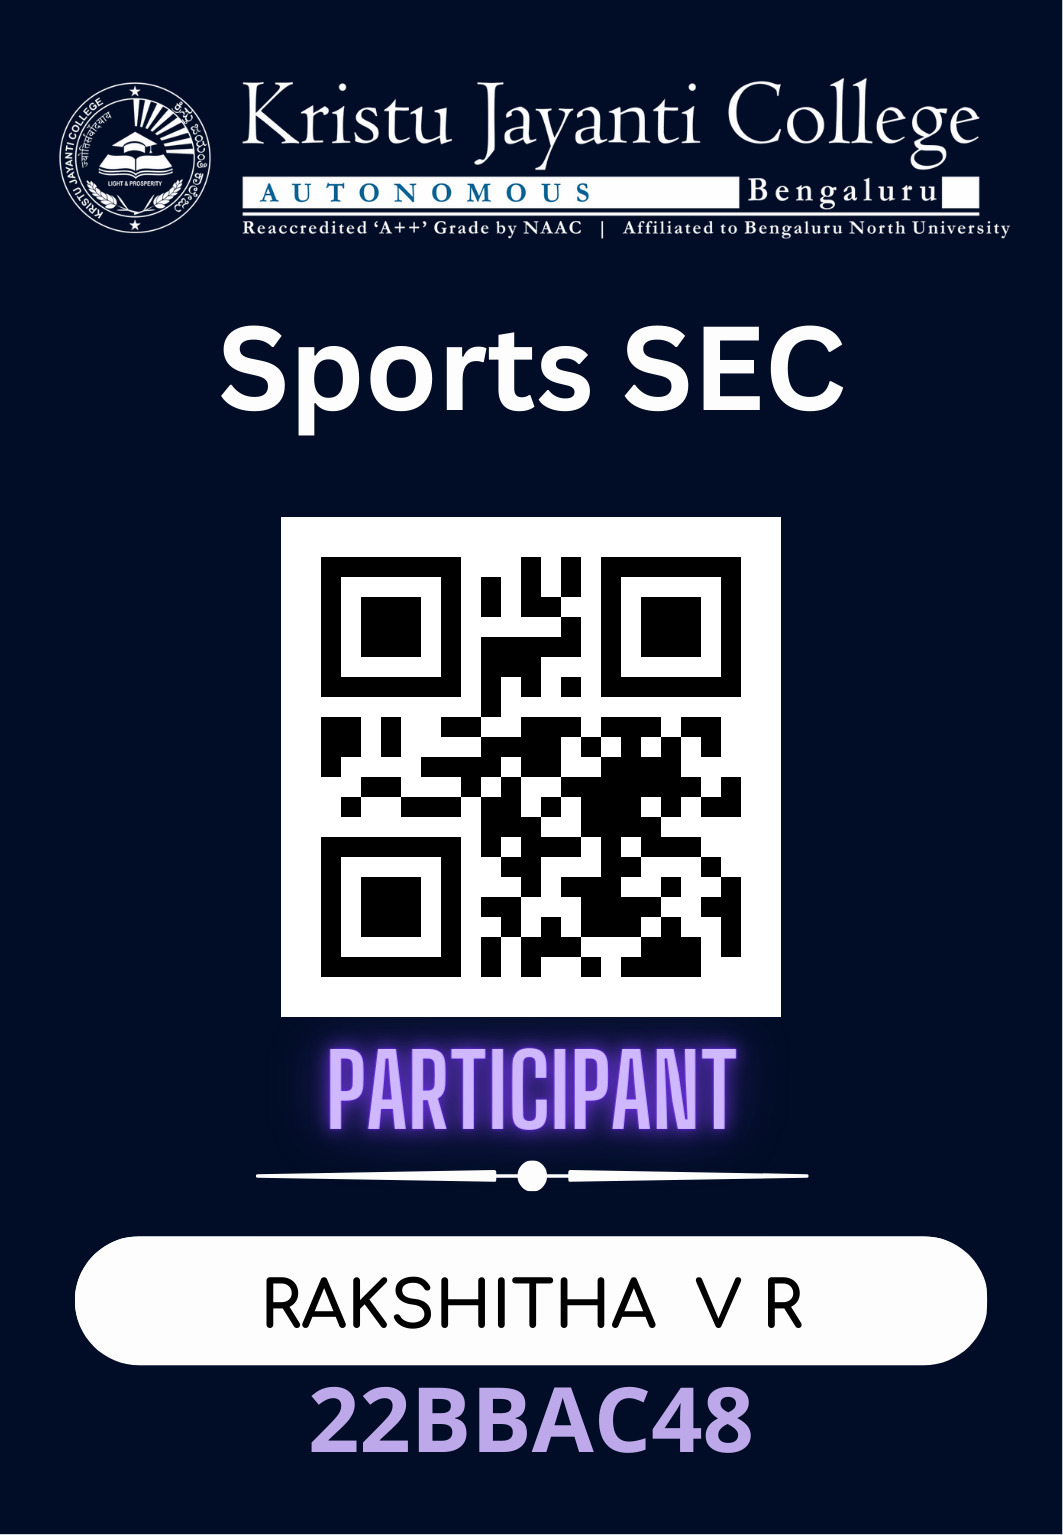 KRISTU JAYANTI COLLEGE
ಕ್ರಿಸ್ತು ಜಯಂತಿ ಕಾಲೇಜು
LIGHT & PROSPERITY
Kristu Jayanti College
AUTONOMOUS Bengaluru
Reaccredited ‘A++’ Grade by NAAC | Affiliated to Bengaluru North University
Sports SEC
PARTICIPANT
RAKSHITHA V R
22BBAC48